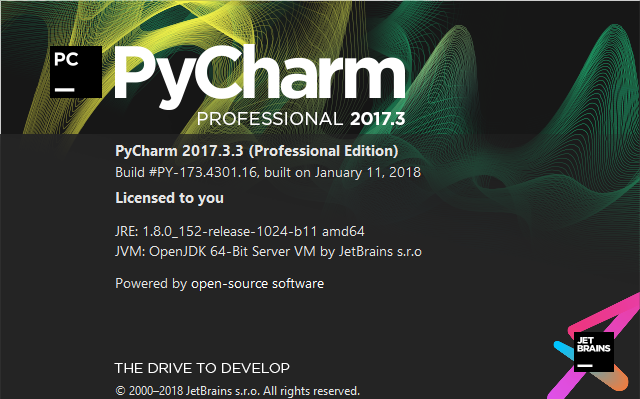 PC
PyCharm
PROFESSIONAL 2017.3
PyCharm 2017.3.3 (Professional Edition)
Build #PY-173.4301.16, built on January 11, 2018
Licensed to you
JRE: 1.8.0_152-release-1024-b11 amd64
JVM: OpenJDK 64-Bit Server VM by JetBrains s.r.o
Powered by open-source software
THE DRIVE TO DEVELOP
© 2000–2018 JetBrains s.r.o. All rights reserved.
JET
BRAINS